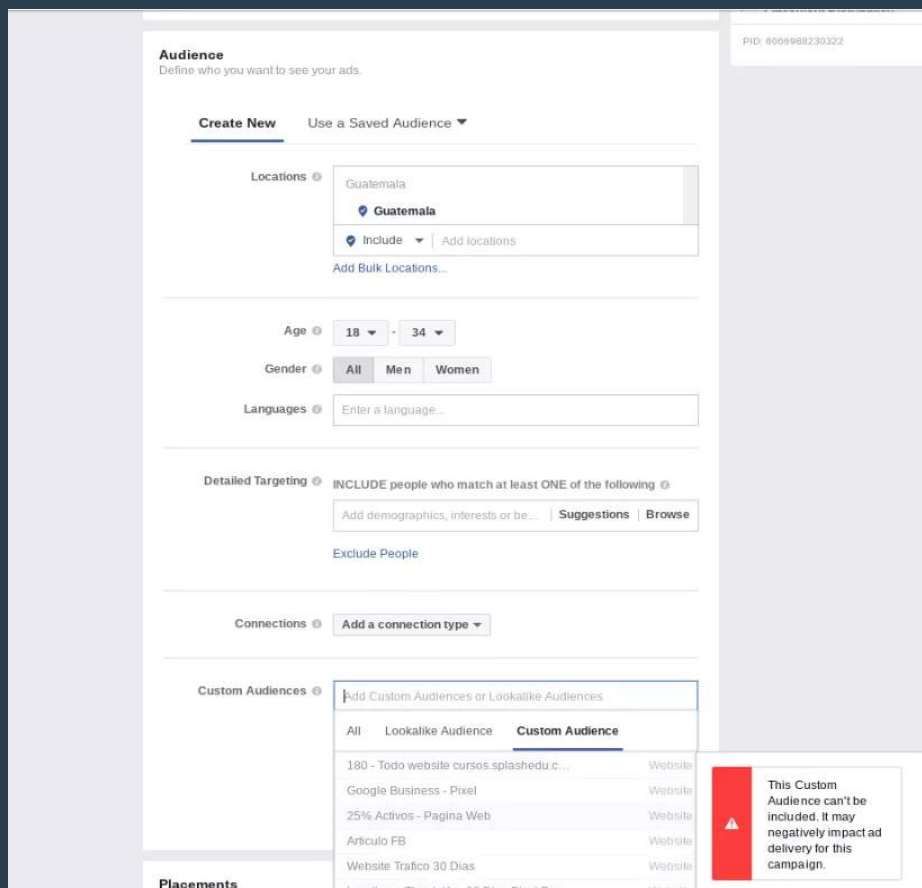 PID: 6066988230322
Audience
Define who you want to see your ads.
Create New
Use a Saved Audience
Locations
Guatemala
Guatemala
Include
Add locations
Add Bulk Locations...
Age
18 - 34
Gender
All Men Women
Languages
Enter a language...
Detailed Targeting
INCLUDE people who match at least ONE of the following
Add demographics, interests or be... | Suggestions | Browse
Exclude People
Connections
Add a connection type
Custom Audiences
Add Custom Audiences or Lookalike Audiences
All Lookalike Audience Custom Audience
180 - Todo website cursos.splashedu.c... Website
Google Business - Pixel Website
25% Activos - Pagina Web Website
Articulo FB Website
Website Trafico 30 Dias Website
This Custom
Audience can't be
included. It may
negatively impact ad
delivery for this
campaign.
Placements